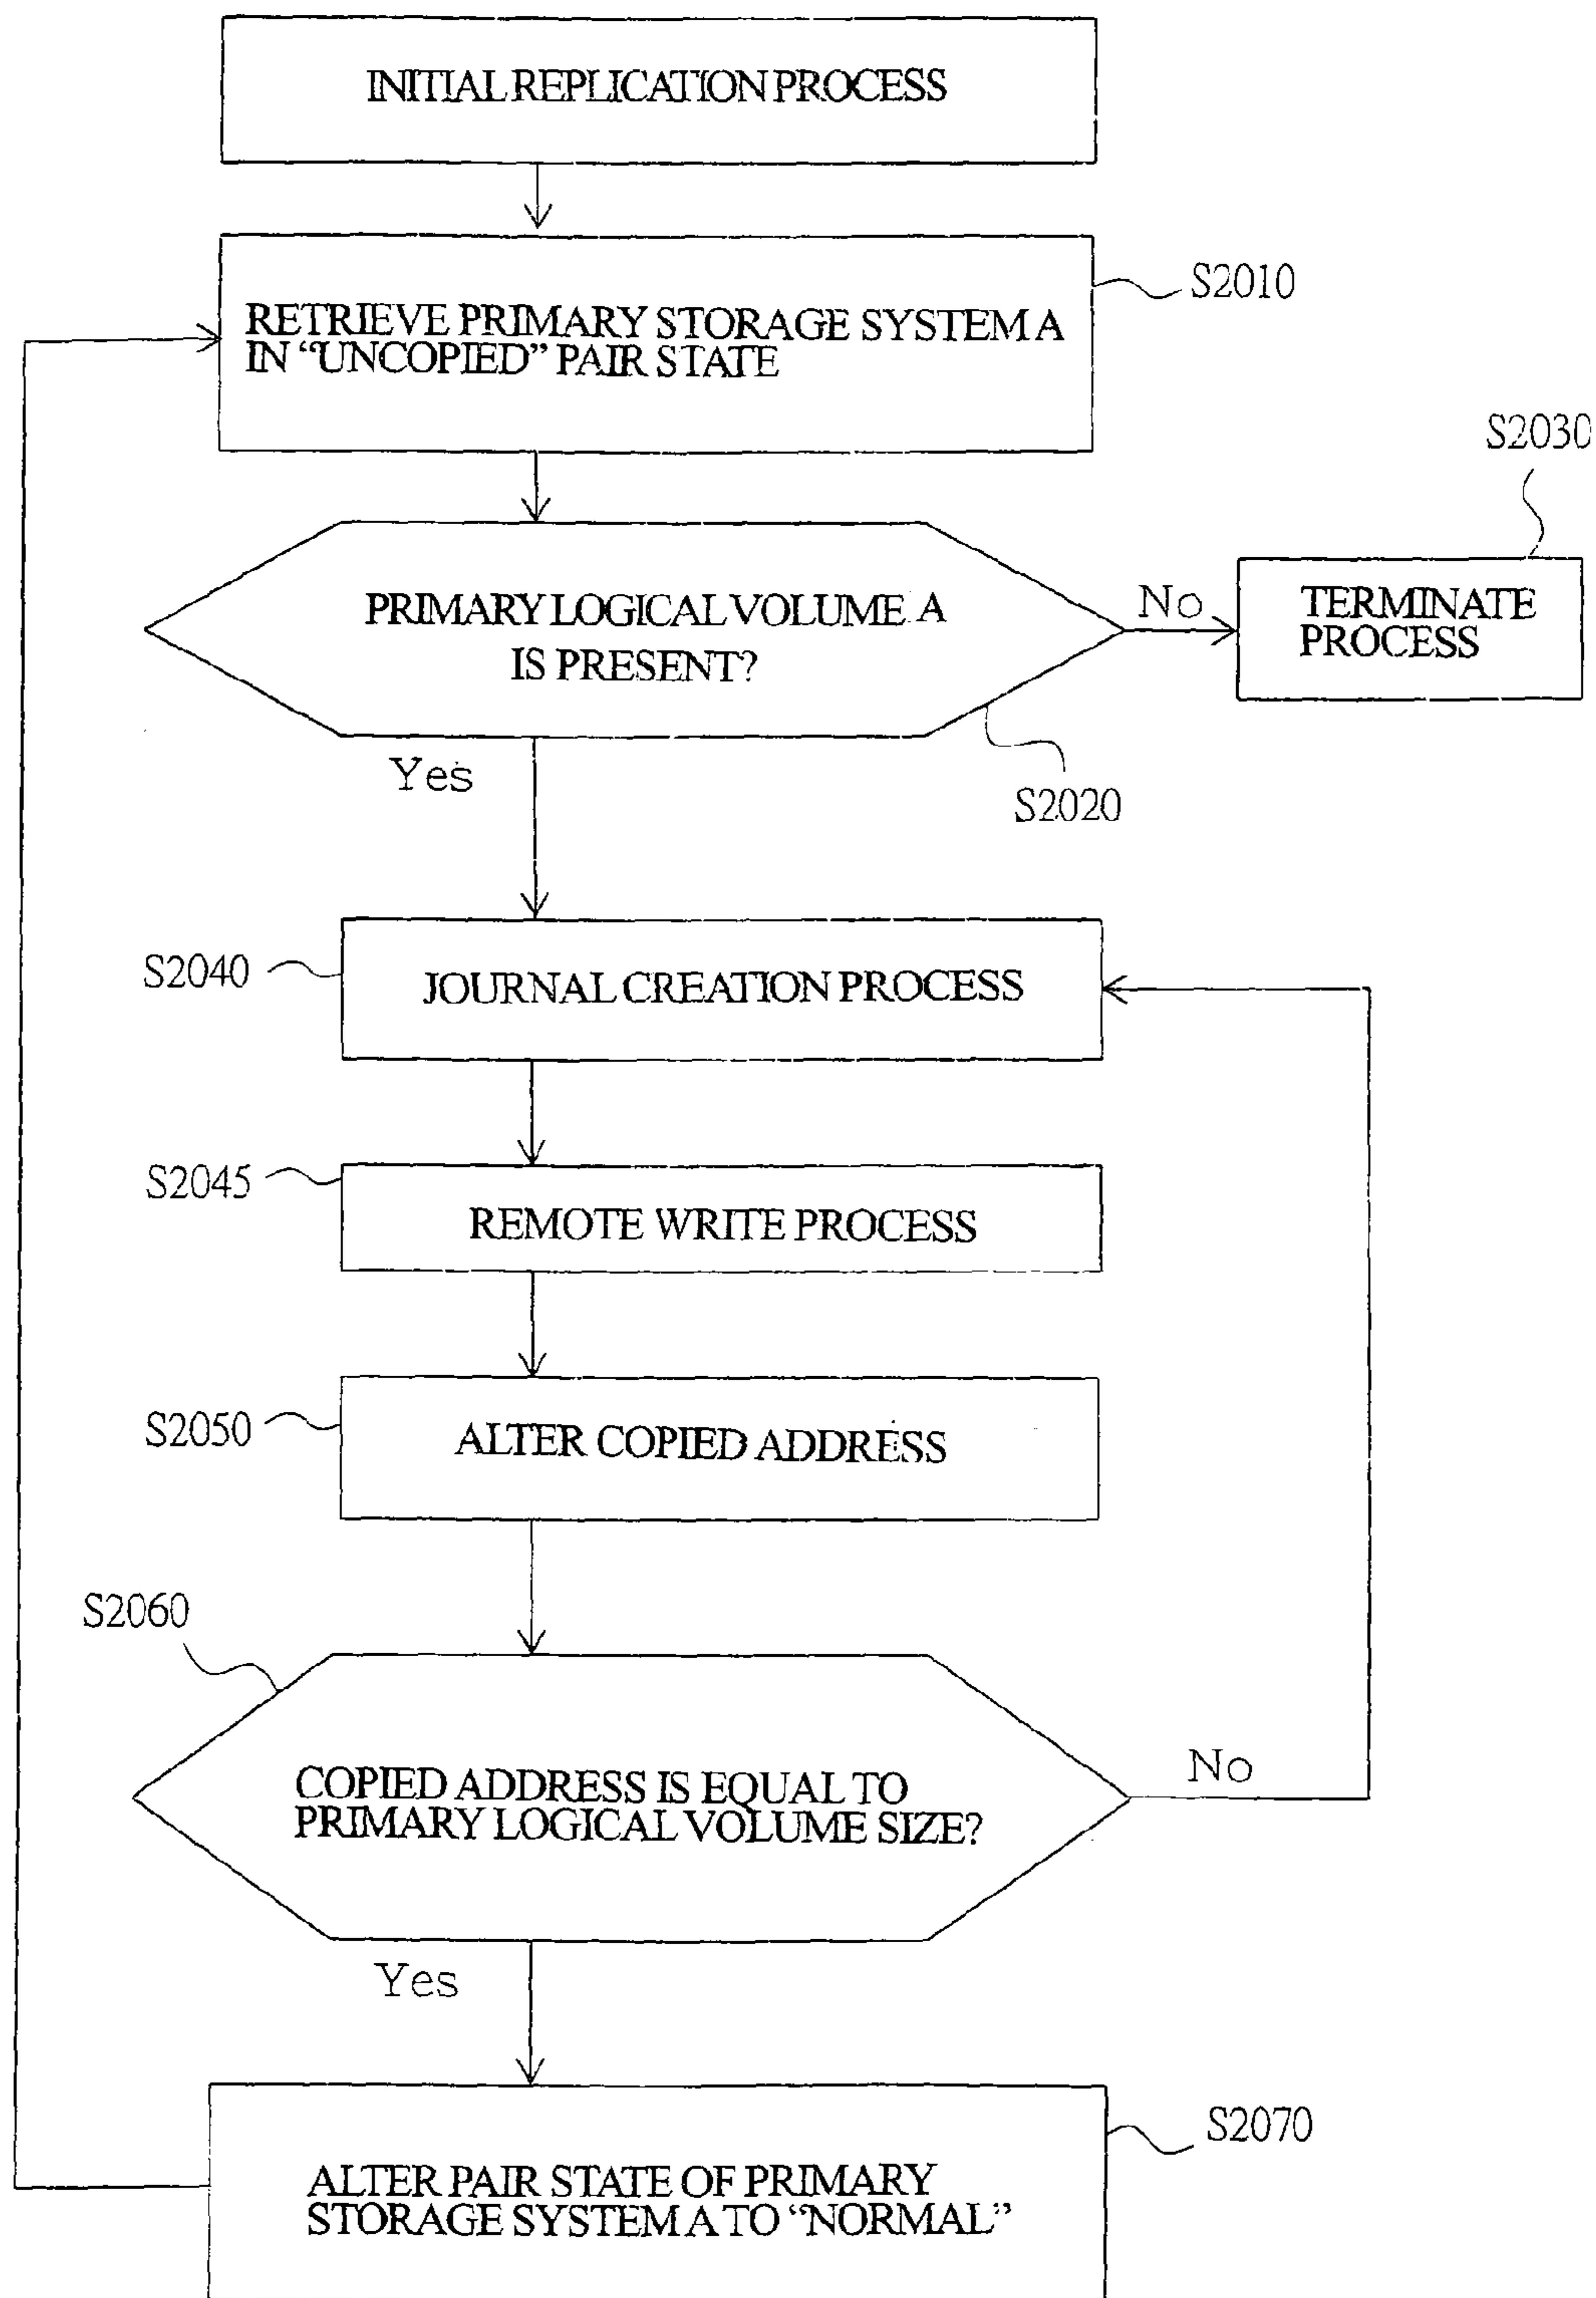 INITIAL REPLICATION PROCESS
S2010
RETRIEVE PRIMARY STORAGE SYSTEM A
IN “UNCOPIED” PAIR STATE
S2030
PRIMARY LOGICAL VOLUME A
IS PRESENT?
No
TERMINATE
PROCESS
Yes
S2020
S2040
JOURNAL CREATION PROCESS
S2045
REMOTE WRITE PROCESS
S2050
ALTER COPIED ADDRESS
S2060
COPIED ADDRESS IS EQUAL TO
PRIMARY LOGICAL VOLUME SIZE?
No
Yes
S2070
ALTER PAIR STATE OF PRIMARY
STORAGE SYSTEM A TO “NORMAL”